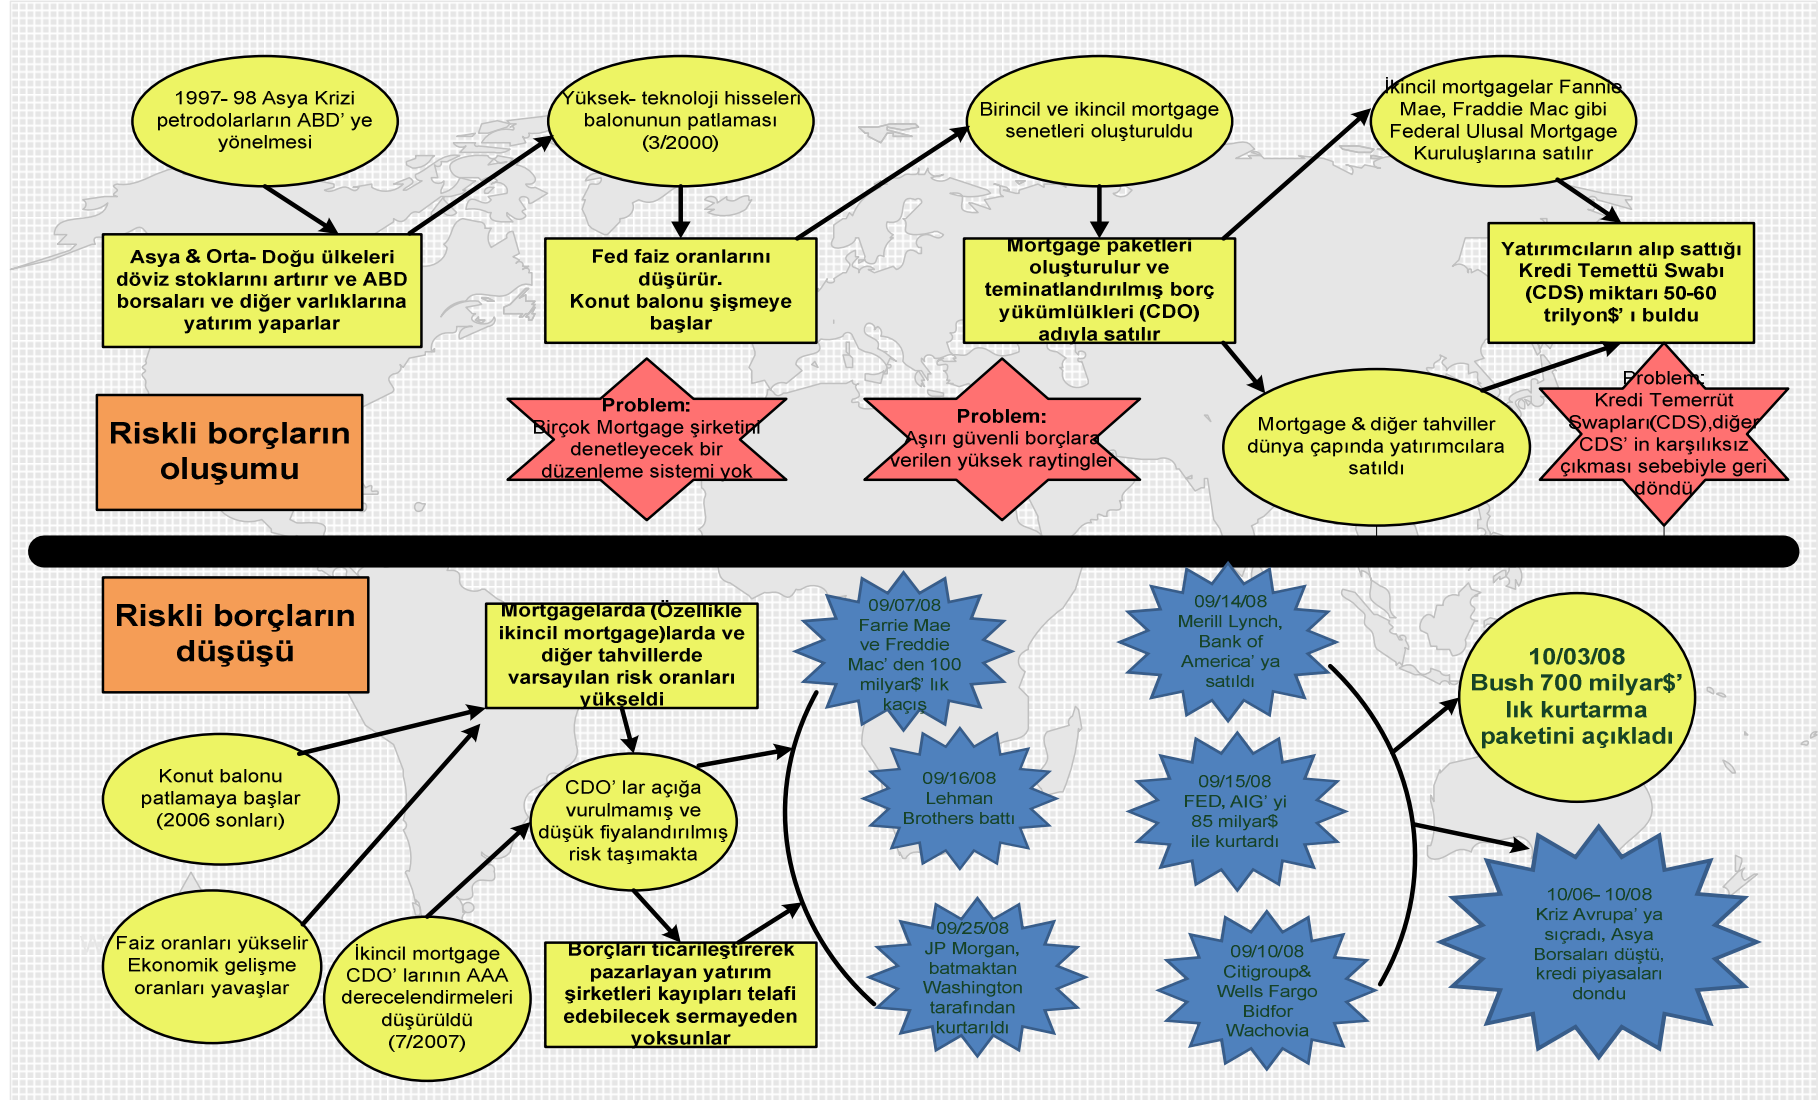 1997- 98 Asya Krizi
petrodolarların ABD' ye
yönelmesi
Yüksek- teknoloji hisseleri
balonunun patlaması
(3/2000)
Birincil ve ikincil mortgage
senetleri oluşturuldu
İkincil mortgagelar Fannie
Mae, Fraddie Mac gibi
Federal Ulusal Mortgage
Kuruluşlarına satılır
Asya & Orta- Doğu ülkeleri
döviz stoklarını artırır ve ABD
borsaları ve diğer varlıklarına
yatırım yaparlar
Fed faiz oranlarını
düşürür.
Konut balonu şişmeye
başlar
Mortgage paketleri
oluşturulur ve
teminatlandırılmış borç
yükümlülkleri (CDO)
adıyla satılır
Yatırımcıların alıp sattığı
Kredi Temettü Swabı
(CDS) miktarı 50-60
trilyon$' ı buldu
Riskli borçların
oluşumu
Problem:
Birçok Mortgage şirketini
denetleyecek bir
düzenleme sistemi yok
Problem:
Aşırı güvenli borçlara
verilen yüksek raytingler
Mortgage & diğer tahviller
dünya çapında yatırımcılara
satıldı
Problem:
Kredi Temerrüt
Swapları(CDS),diğer
CDS' in karşılıksız
çıkması sebebiyle geri
döndü
Riskli borçların
düşüşü
Mortgagelarda (Özellikle
ikincil mortgage)larda ve
diğer tahvillerde
varsayılan risk oranları
yükseldi
09/07/08
Farrie Mae
ve Freddie
Mac' den 100
milyar$' lık
kaçış
09/14/08
Merill Lynch,
Bank of
America' ya
satıldı
10/03/08
Bush 700 milyar$'
lık kurtarma
paketini açıkladı
Konut balonu
patlamaya başlar
(2006 sonları)
CDO' lar açığa
vurulmamış ve
düşük fiyalandırılmış
risk taşımakta
09/16/08
Lehman
Brothers battı
09/15/08
FED, AIG' yi
85 milyar$
ile kurtardı
Faiz oranları yükselir
Ekonomik gelişme
oranları yavaşlar
İkincil mortgage
CDO' larının AAA
derecelendirmeleri
düşürüldü
(7/2007)
Borçları ticarileştirerek
pazarlayan yatırım
şirketleri kayıpları telafi
edebilecek sermayeden
yoksunlar
09/25/08
JP Morgan,
batmaktan
Washington
tarafından
kurtarıldı
09/10/08
Citigroup&
Wells Fargo
Bidfor
Wachovia
10/06- 10/08
Kriz Avrupa' ya
sıçradı, Asya
Borsaları düştü,
kredi piyasaları
dondu